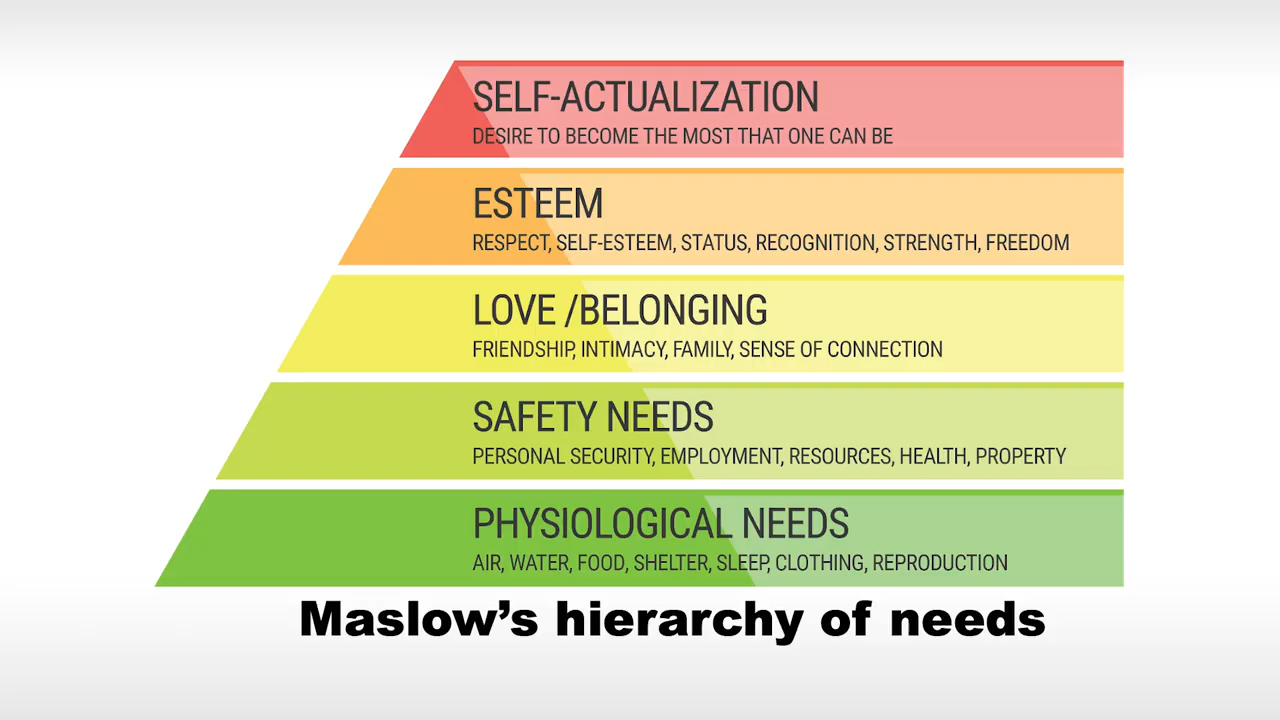 SELF-ACTUALIZATION
DESIRE TO BECOME THE MOST THAT ONE CAN BE
ESTEEM
RESPECT, SELF-ESTEEM, STATUS, RECOGNITION, STRENGTH, FREEDOM
LOVE /BELONGING
FRIENDSHIP, INTIMACY, FAMILY, SENSE OF CONNECTION
SAFETY NEEDS
PERSONAL SECURITY, EMPLOYMENT, RESOURCES, HEALTH, PROPERTY
PHYSIOLOGICAL NEEDS
AIR, WATER, FOOD, SHELTER, SLEEP, CLOTHING, REPRODUCTION
Maslow’s hierarchy of needs